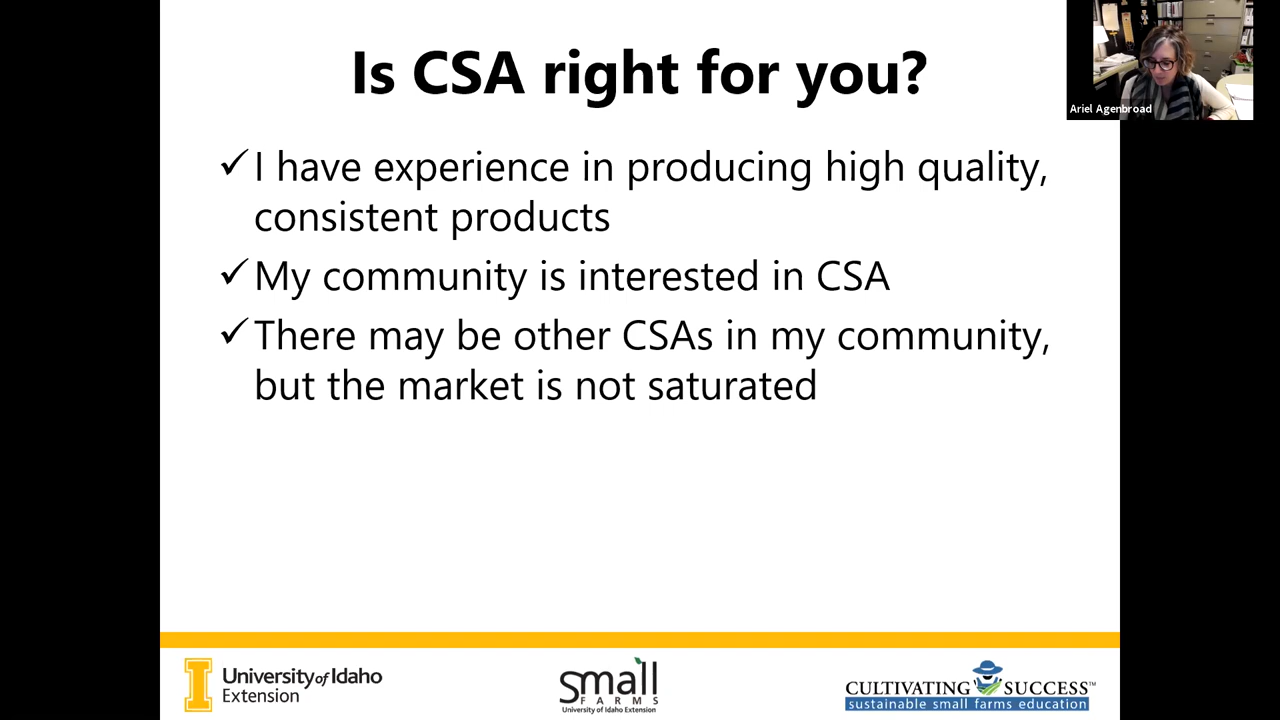 Is CSA right for you?
Ariel Agenbroad
✓ I have experience in producing high quality,
consistent products
✓ My community is interested in CSA
✓ There may be other CSAs in my community,
but the market is not saturated
University of Idaho
Extension
small
FARMS
University of Idaho Extension
CULTIVATING SUCCESS™
sustainable small farms education